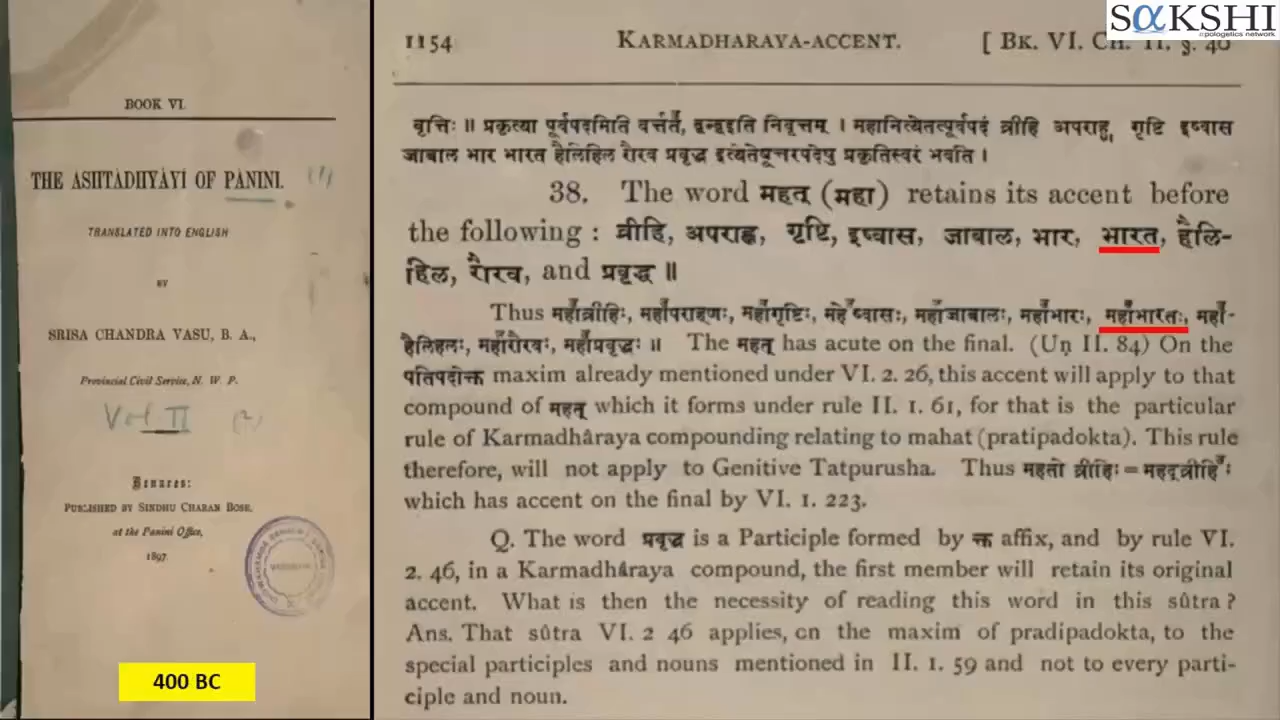 SαKSHI
apologetics network
BOOK VI.
THE ASHTÁDHYÁYÍ OF PÁNINI.
TRANSLATED INTO ENGLISH
BY
SRISA CHANDRA VASU, B. A.,
Provincial Civil Service, N. W. P.
Vol II
Benares:
PUBLISHED BY SINDHU CHARAN BOSE,
at the Panini Office,
1897
400 BC
1154 KARMADHARAYA-ACCENT. [ BK. VI. CH. II. §. 40
वृत्तिः ॥ प्रकृत्या पूर्वपदमिति वर्त्तते, द्वन्द्वइति निवृत्तम् । महानित्येतत्पूर्वपदं व्रीहि अपराह्ण गृष्टि इष्वास
जाबाल भार भारत हैलिहिल रौरव प्रवृद्ध इत्येतेषूत्तरपदेषु प्रकृतिस्वरं भवति ।
38. The word महत् (महा) retains its accent before
the following : व्रीहि, अपराह्ण, गृष्टि, इष्वास, जाबाल, भार, भारत, हैलि-
हिल, रौरव, and प्रवृद्ध ॥
Thus महाव्रीहिः, महापराह्णः, महागृष्टिः, महेष्वासः, महाजाबालः, महाभारः, महाभारतः, महा-
हैलिहलः, महारौरवः, महाप्रवृद्धः ॥ The महत् has acute on the final. (Uṇ II. 84) On the
पतिपदोक्त maxim already mentioned under VI. 2. 26, this accent will apply to that
compound of महत् which it forms under rule II. 1. 61, for that is the particular
rule of Karmadhâraya compounding relating to mahat (pratipadokta). This rule
therefore, will not apply to Genitive Tatpurusha. Thus महतो व्रीहिः = महद्व्रीहिः
which has accent on the final by VI. 1. 223.
Q. The word प्रवृद्ध is a Participle formed by क्त affix, and by rule VI.
2. 46, in a Karmadhâraya compound, the first member will retain its original
accent. What is then the necessity of reading this word in this sûtra ?
Ans. That sûtra VI. 2 46 applies, on the maxim of pradipadokta, to the
special participles and nouns mentioned in II. 1. 59 and not to every parti-
ciple and noun.